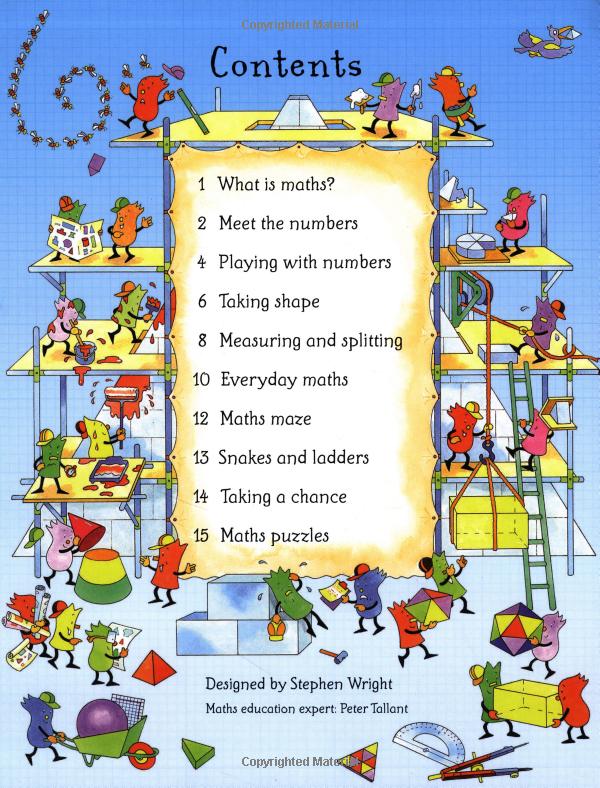 Copyrighted Material
Contents
1 What is maths?
2 Meet the numbers
4 Playing with numbers
6 Taking shape
8 Measuring and splitting
10 Everyday maths
12 Maths maze
13 Snakes and ladders
14 Taking a chance
15 Maths puzzles
Designed by Stephen Wright
Maths education expert: Peter Tallant
Copyrighted Material